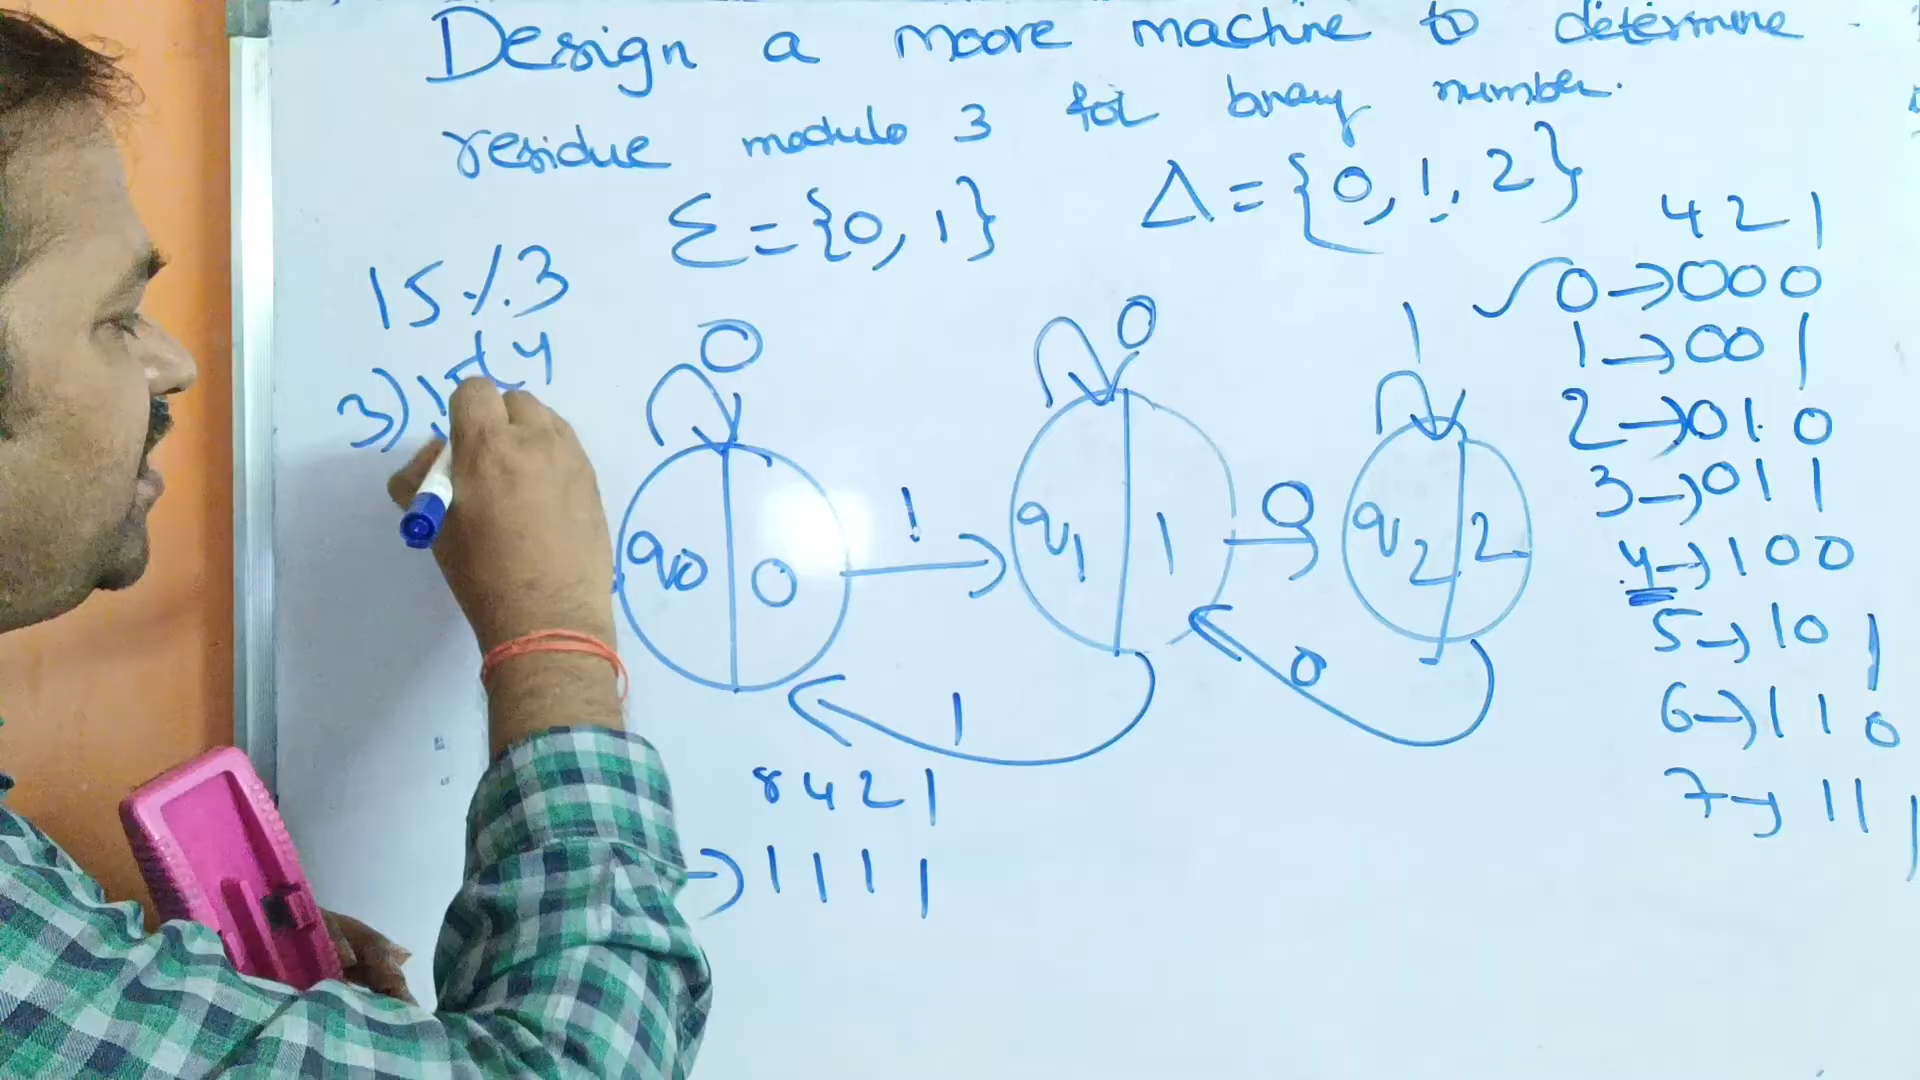 Design a moore machine to determine
residue modulo 3 for binary number.
Σ = {0, 1}
Δ = {0, 1, 2}
15 % 3
3) 1
4
0
q0 0
1
0
q1 1
0
1
q2 2
1
0
8 4 2 1
→ 1 1 1 1
4 2 1
✓ 0 → 0 0 0
1 → 0 0 1
2 → 0 1 0
3 → 0 1 1
4 → 1 0 0
5 → 1 0 1
6 → 1 1 0
7 → 1 1 1